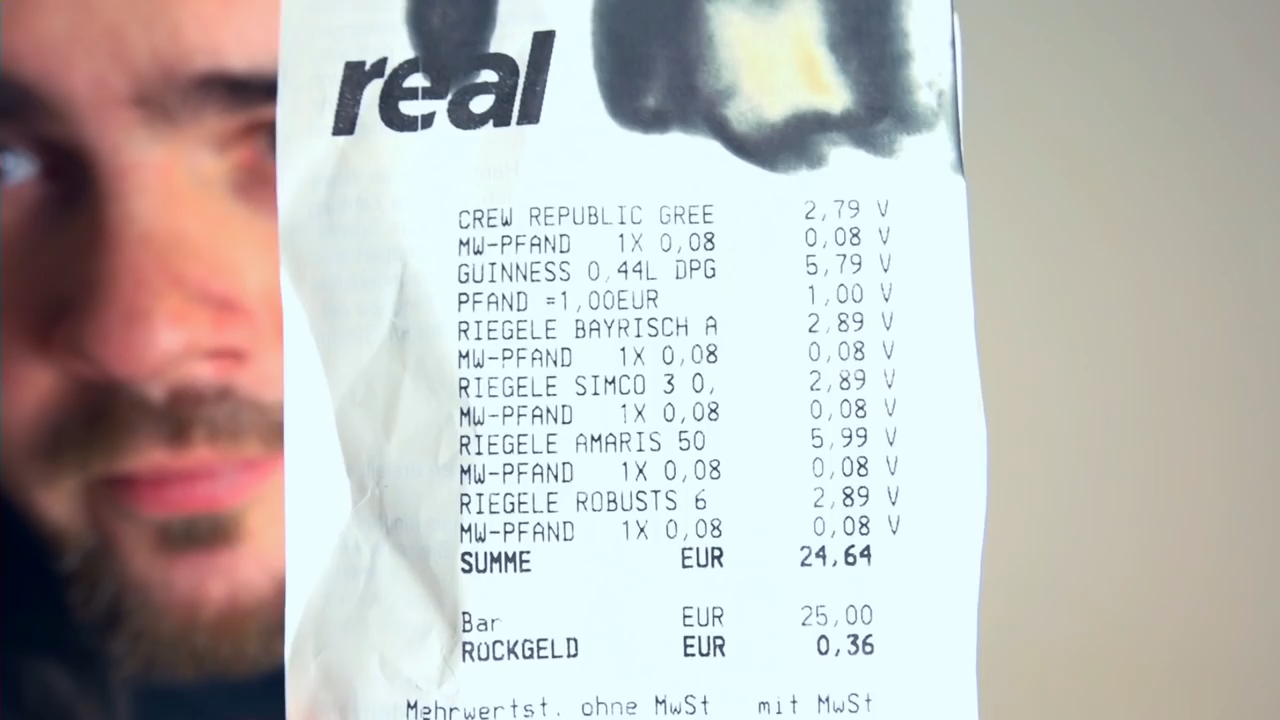 real
CREW REPUBLIC GREE 2,79 V
MW-PFAND 1X 0,08 0,08 V
GUINNESS 0,44L DPG 5,79 V
PFAND =1,00EUR 1,00 V
RIEGELE BAYRISCH A 2,89 V
MW-PFAND 1X 0,08 0,08 V
RIEGELE SIMCO 3 0, 2,89 V
MW-PFAND 1X 0,08 0,08 V
RIEGELE AMARIS 50 5,99 V
MW-PFAND 1X 0,08 0,08 V
RIEGELE ROBUSTS 6 2,89 V
MW-PFAND 1X 0,08 0,08 V
SUMME EUR 24,64
Bar EUR 25,00
RÜCKGELD EUR 0,36
Mehrwertst. ohne MwSt mit MwSt